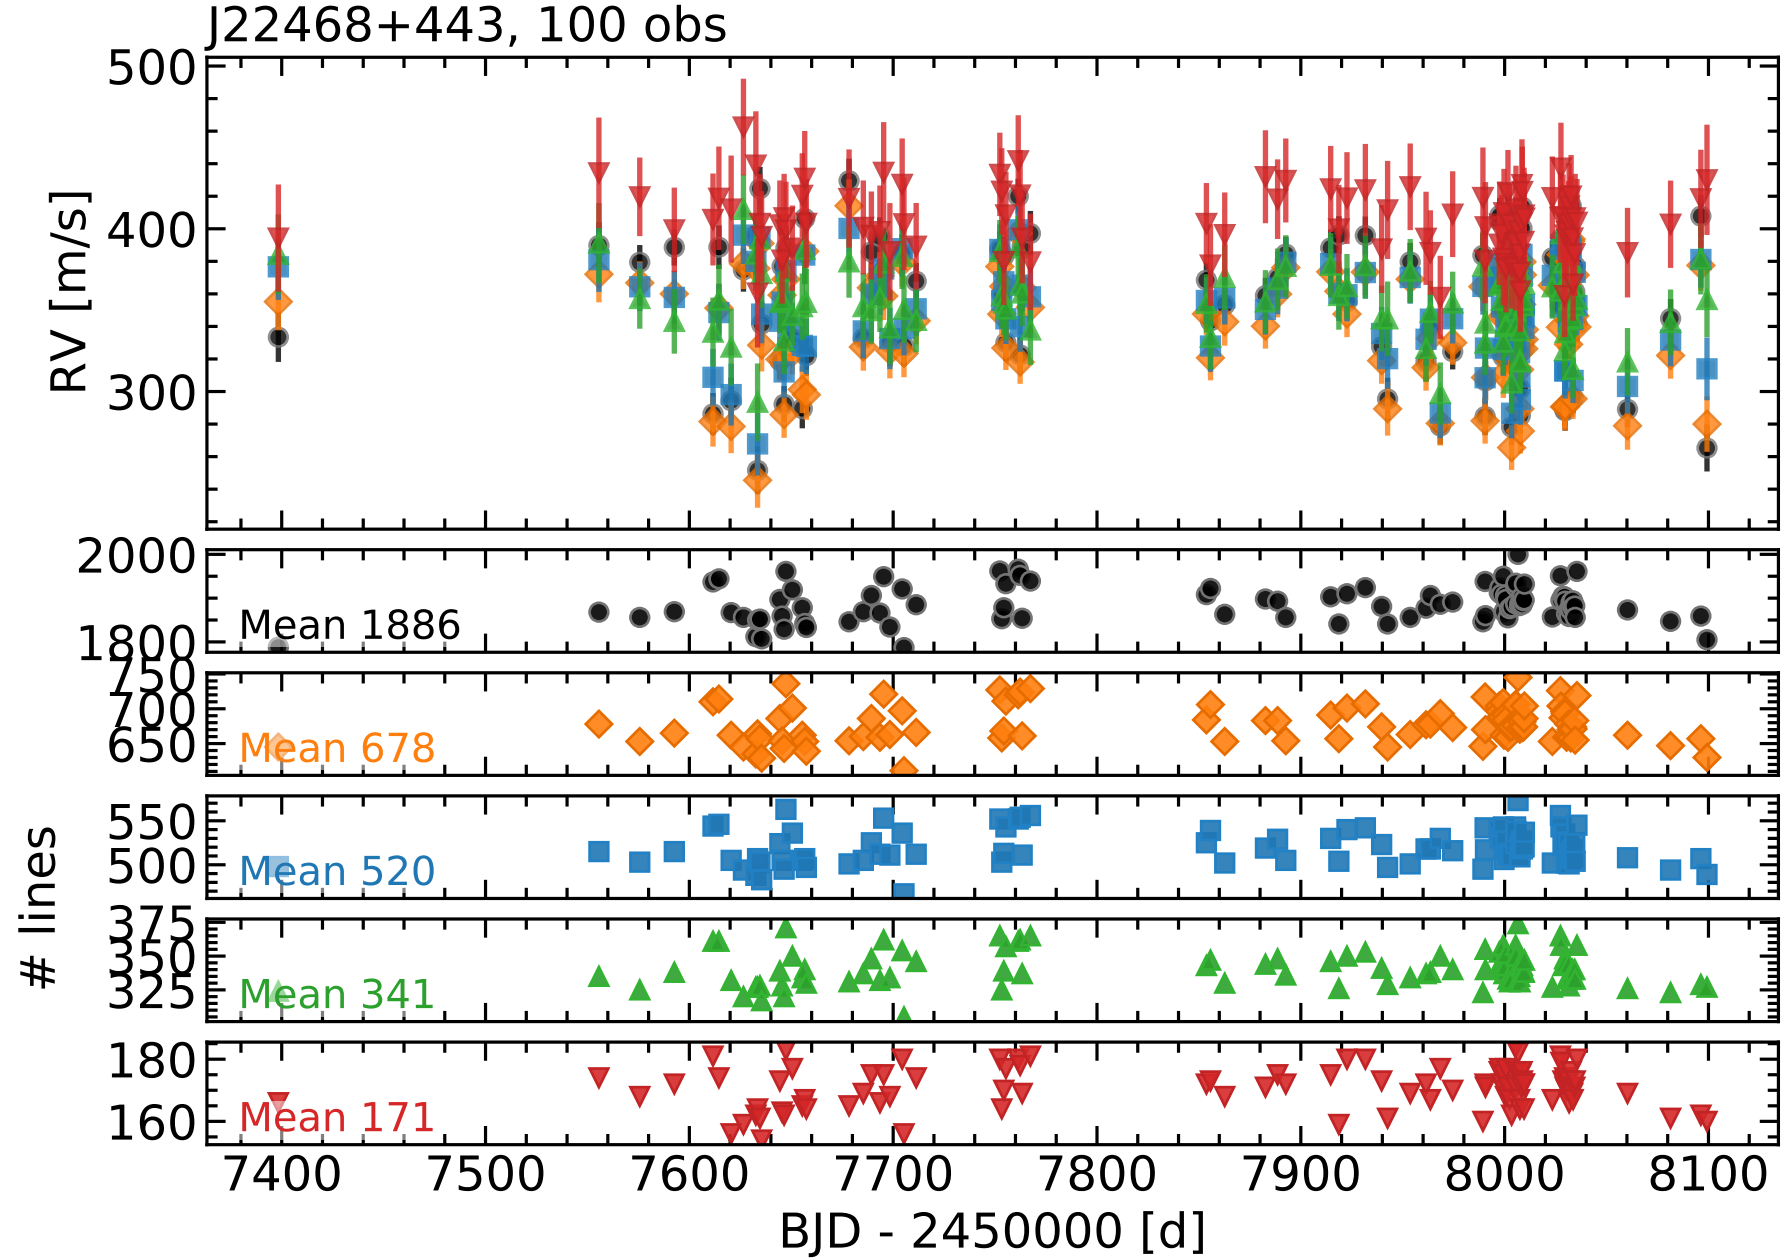 J22468+443, 100 obs
500
400
300
RV [m/s]
2000
1800
Mean 1886
750
700
650
Mean 678
550
500
Mean 520
375
350
325
Mean 341
180
160
Mean 171
# lines
7400 7500 7600 7700 7800 7900 8000 8100
BJD - 2450000 [d]